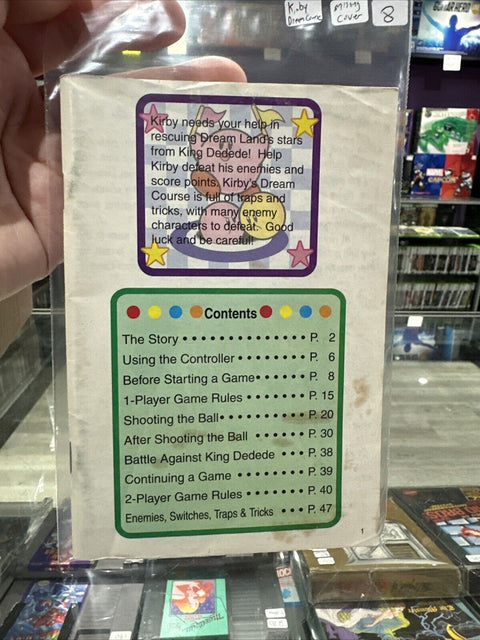 Kirby
Dream Course
Missing
Cover
8
GUITAR HERO
Kirby needs your help in
rescuing Dream Land's stars
from King Dedede! Help
Kirby defeat his enemies and
score points. Kirby's Dream
Course is full of traps and
tricks, with many enemy
characters to defeat. Good
luck and be careful!
Contents
The Story • • • • • • • • • • • • • • • P. 2
Using the Controller • • • • • • • • • P. 6
Before Starting a Game • • • • • • • P. 8
1-Player Game Rules • • • • • • • • P. 15
Shooting the Ball • • • • • • • • • • • P. 20
After Shooting the Ball • • • • • • P. 30
Battle Against King Dedede • • • P. 38
Continuing a Game • • • • • • • • P. 39
2-Player Game Rules • • • • • • • P. 40
Enemies, Switches, Traps & Tricks • • • P. 47
1
MARVEL
CAPCOM